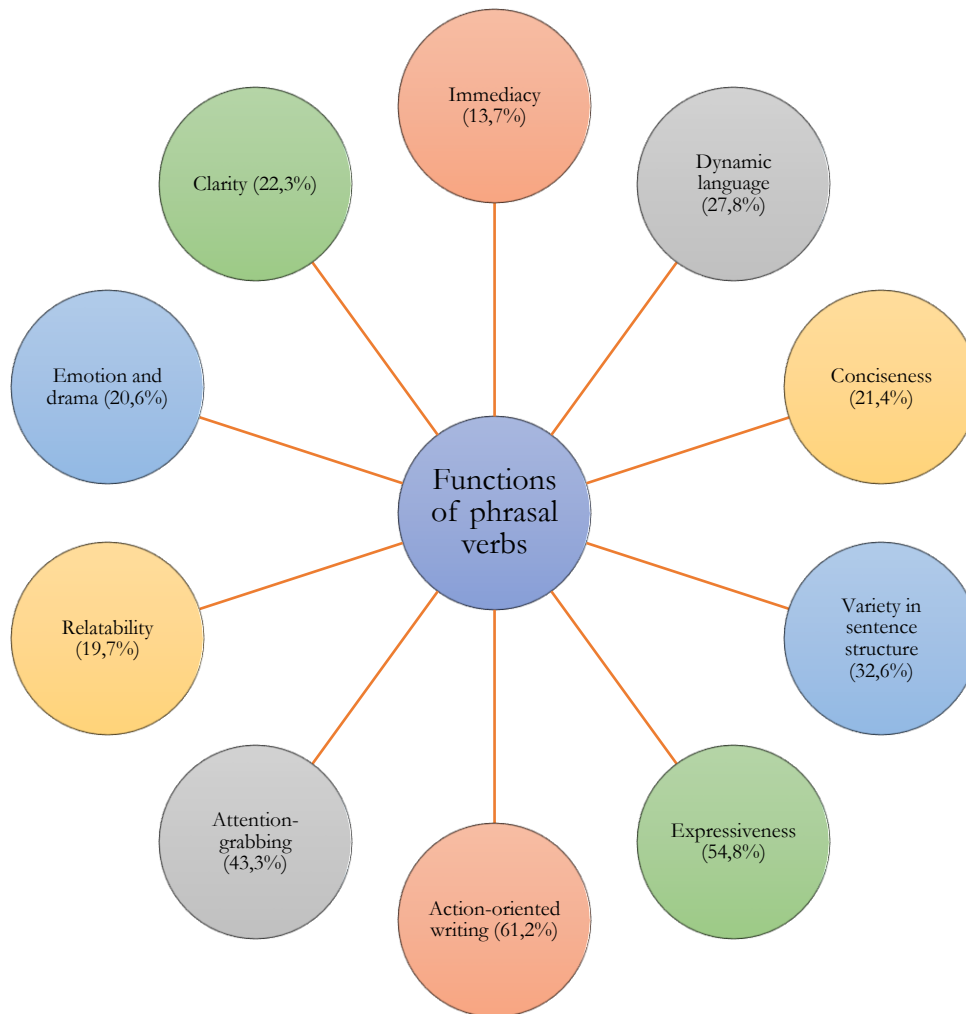 Immediacy
(13,7%)
Dynamic
language
(27,8%)
Conciseness
(21,4%)
Variety in
sentence
structure
(32,6%)
Expressiveness
(54,8%)
Action-oriented
writing (61,2%)
Attention-
grabbing
(43,3%)
Relatability
(19,7%)
Emotion and
drama (20,6%)
Clarity (22,3%)
Functions
of phrasal
verbs